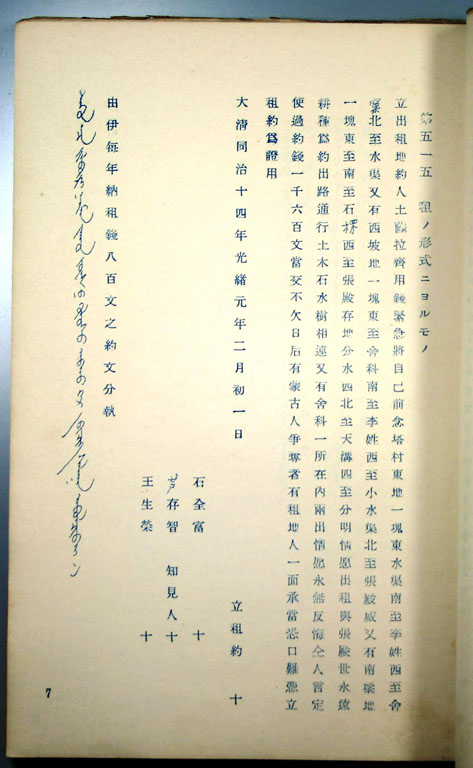 第五一五　租ノ形式ニヨルモノ
立出租地約人土默拉齊用錢緊急將自己前念塔村東地一塊東水渠南至李姓西至舍
窠北至水渠又有西坡地一塊東至舍科南至李姓西至小水渠北至張殿威又有南梁地
一塊東至南至石楞西至張殿存地分水西北至天溝四至分明情愿出租與張殿世永遠
耕種爲約出路通行土木石水樹相連又有舍科一所在內兩出情愿永無反悔仝人言定
使過約錢一千六百文當交不欠日后有蒙古人爭奪者有租地人一面承當恐口難憑立
租約爲證用
大清同治十四年光緒元年二月初一日　立租約　十
石全富　十
芦存智　知見人　十
王生榮　十
由伊每年納租錢八百文之約文分執
7